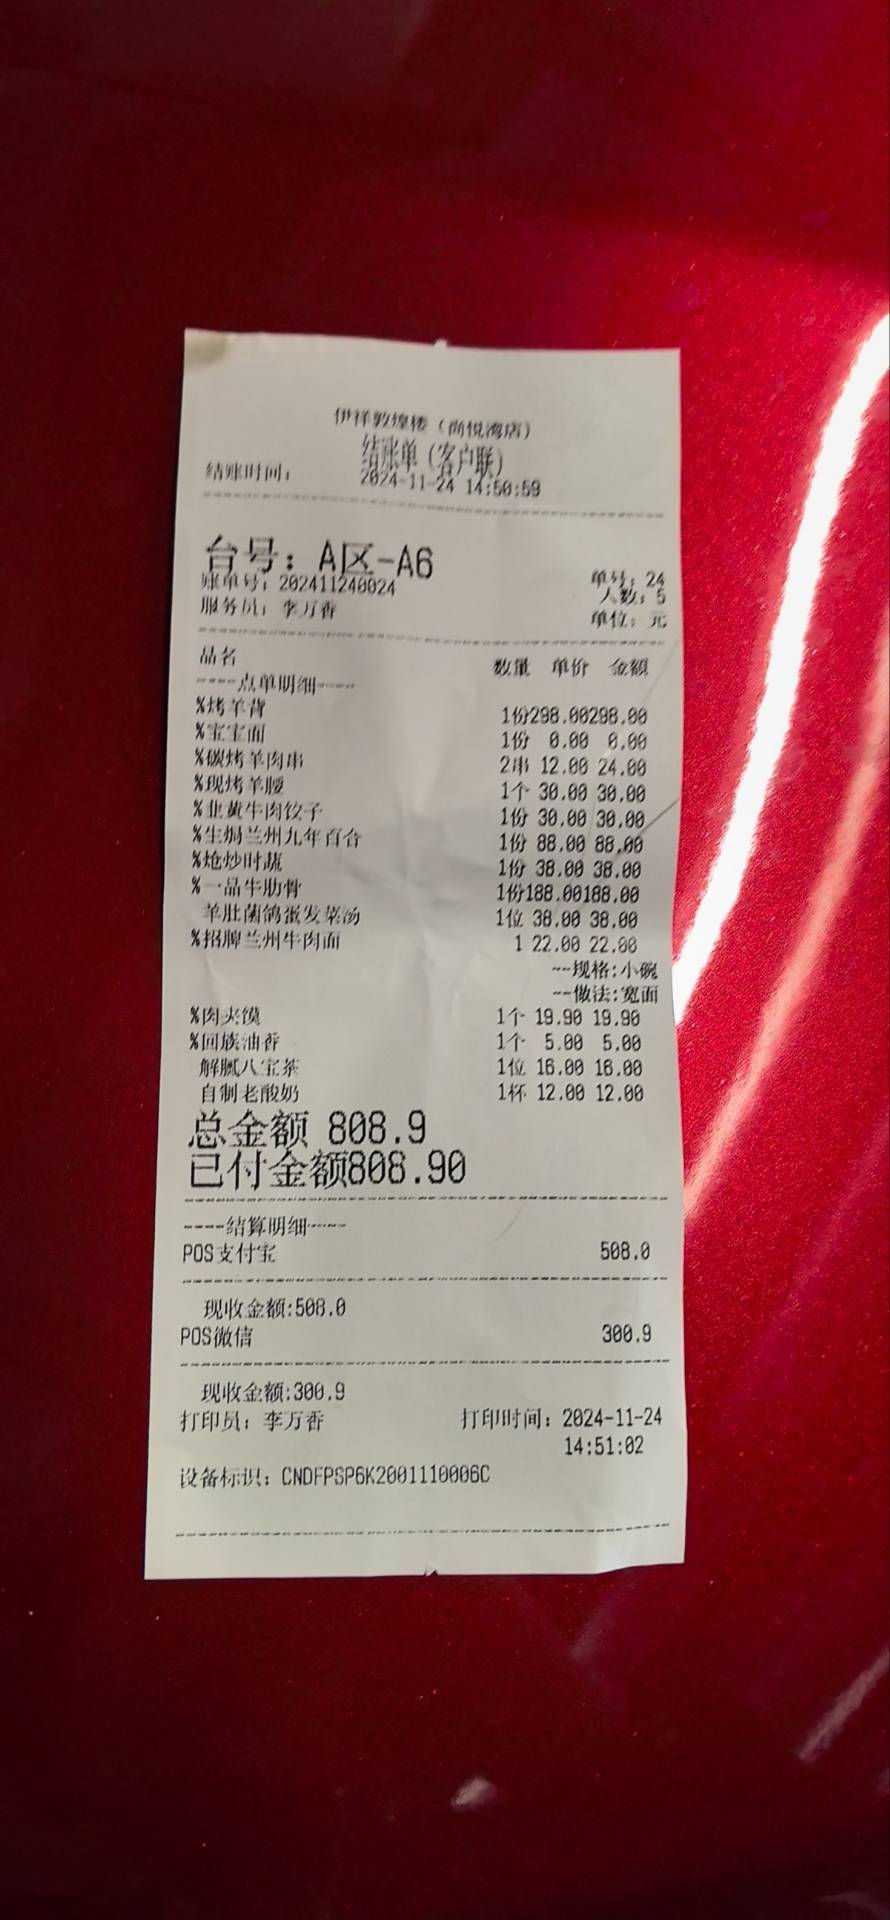 伊祥敦煌楼（尚悦湾店）
结账单（客户联）
结账时间： 2024-11-24 14:50:59
台号：A区-A6
账单号：202411240024 单号：24
人数：5
服务员：李万香 单位：元
品名 数量 单价 金额
----点单明细----
%烤羊背 1份298.00298.00
%宝宝面 1份 0.00 0.00
%碳烤羊肉串 2串 12.00 24.00
%现烤羊腰 1个 30.00 30.00
%韭黄牛肉饺子 1份 30.00 30.00
%生焗兰州九年百合 1份 88.00 88.00
%炝炒时蔬 1份 38.00 38.00
%一品牛肋骨 1份188.00188.00
羊肚菌鸽蛋发菜汤 1位 38.00 38.00
%招牌兰州牛肉面 1 22.00 22.00
--规格:小碗
--做法:宽面
%肉夹馍 1个 19.90 19.90
%回族油香 1个 5.00 5.00
解腻八宝茶 1位 16.00 16.00
自制老酸奶 1杯 12.00 12.00
总金额 808.9
已付金额808.90
----结算明细----
POS支付宝 508.0
现收金额:508.0
POS微信 300.9
现收金额:300.9
打印员：李万香 打印时间：2024-11-24
14:51:02
设备标识：CNDFPSP6K2001110006C